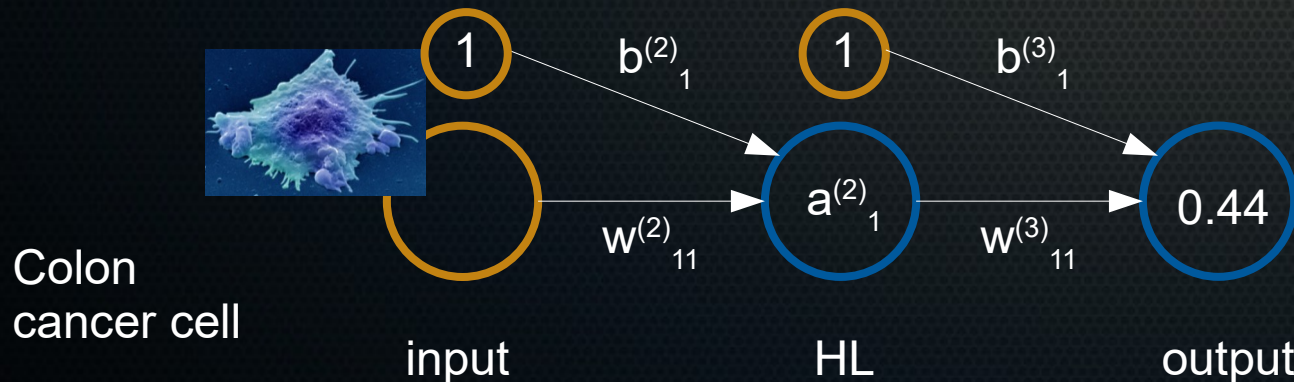 1
b⁽²⁾₁
1
b⁽³⁾₁
a⁽²⁾₁
0.44
w⁽²⁾₁₁
w⁽³⁾₁₁
Colon
cancer cell
input
HL
output